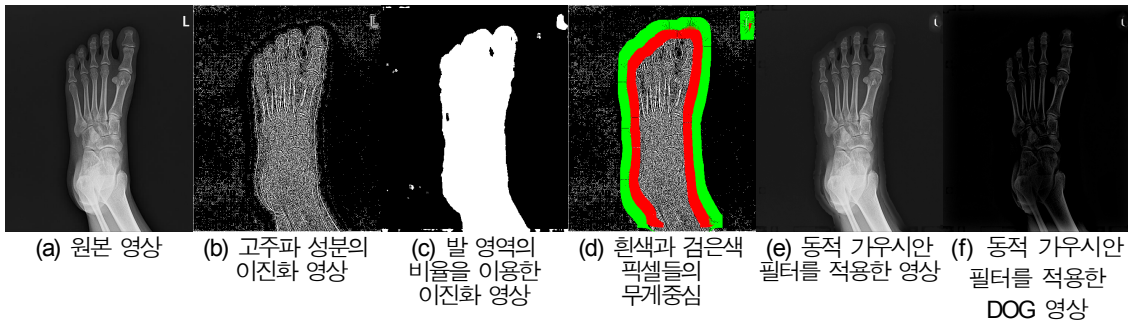 L
L
L
L
L
(a) 원본 영상
(b) 고주파 성분의
이진화 영상
(c) 발 영역의
비율을 이용한
이진화 영상
(d) 흰색과 검은색
픽셀들의
무게중심
(e) 동적 가우시안
필터를 적용한 영상
(f) 동적 가우시안
필터를 적용한
DOG 영상